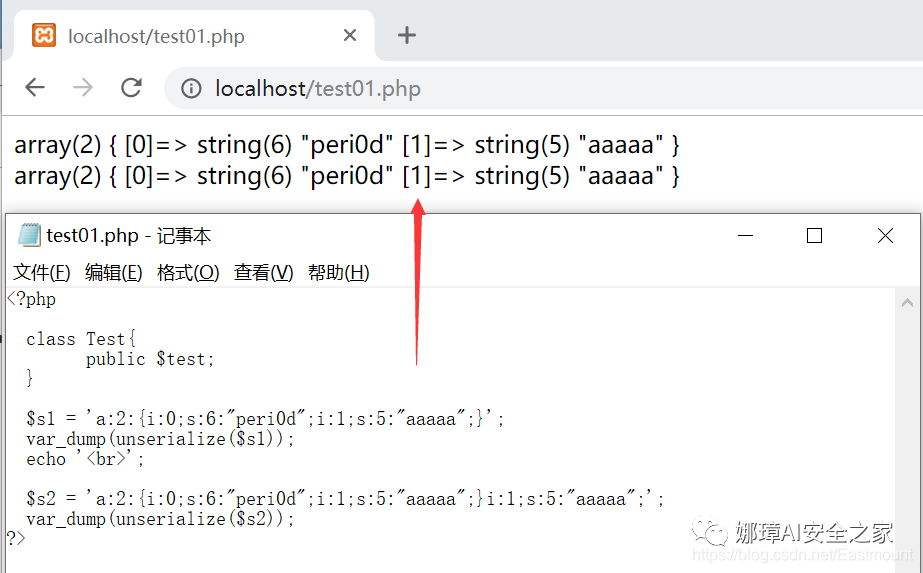 localhost/test01.php
localhost/test01.php
array(2) { [0]=> string(6) "peri0d" [1]=> string(5) "aaaaa" }
array(2) { [0]=> string(6) "peri0d" [1]=> string(5) "aaaaa" }
test01.php - 记事本
文件(F) 编辑(E) 格式(O) 查看(V) 帮助(H)
<?php
class Test{
public $test;
}
$s1 = 'a:2:{i:0;s:6:"peri0d";i:1;s:5:"aaaaa";}';
var_dump(unserialize($s1));
echo '<br>';
$s2 = 'a:2:{i:0;s:6:"peri0d";i:1;s:5:"aaaaa";}i:1;s:5:"aaaaa";';
var_dump(unserialize($s2));
?>
娜璋AI安全之家
https://blog.csdn.net/Eastmount